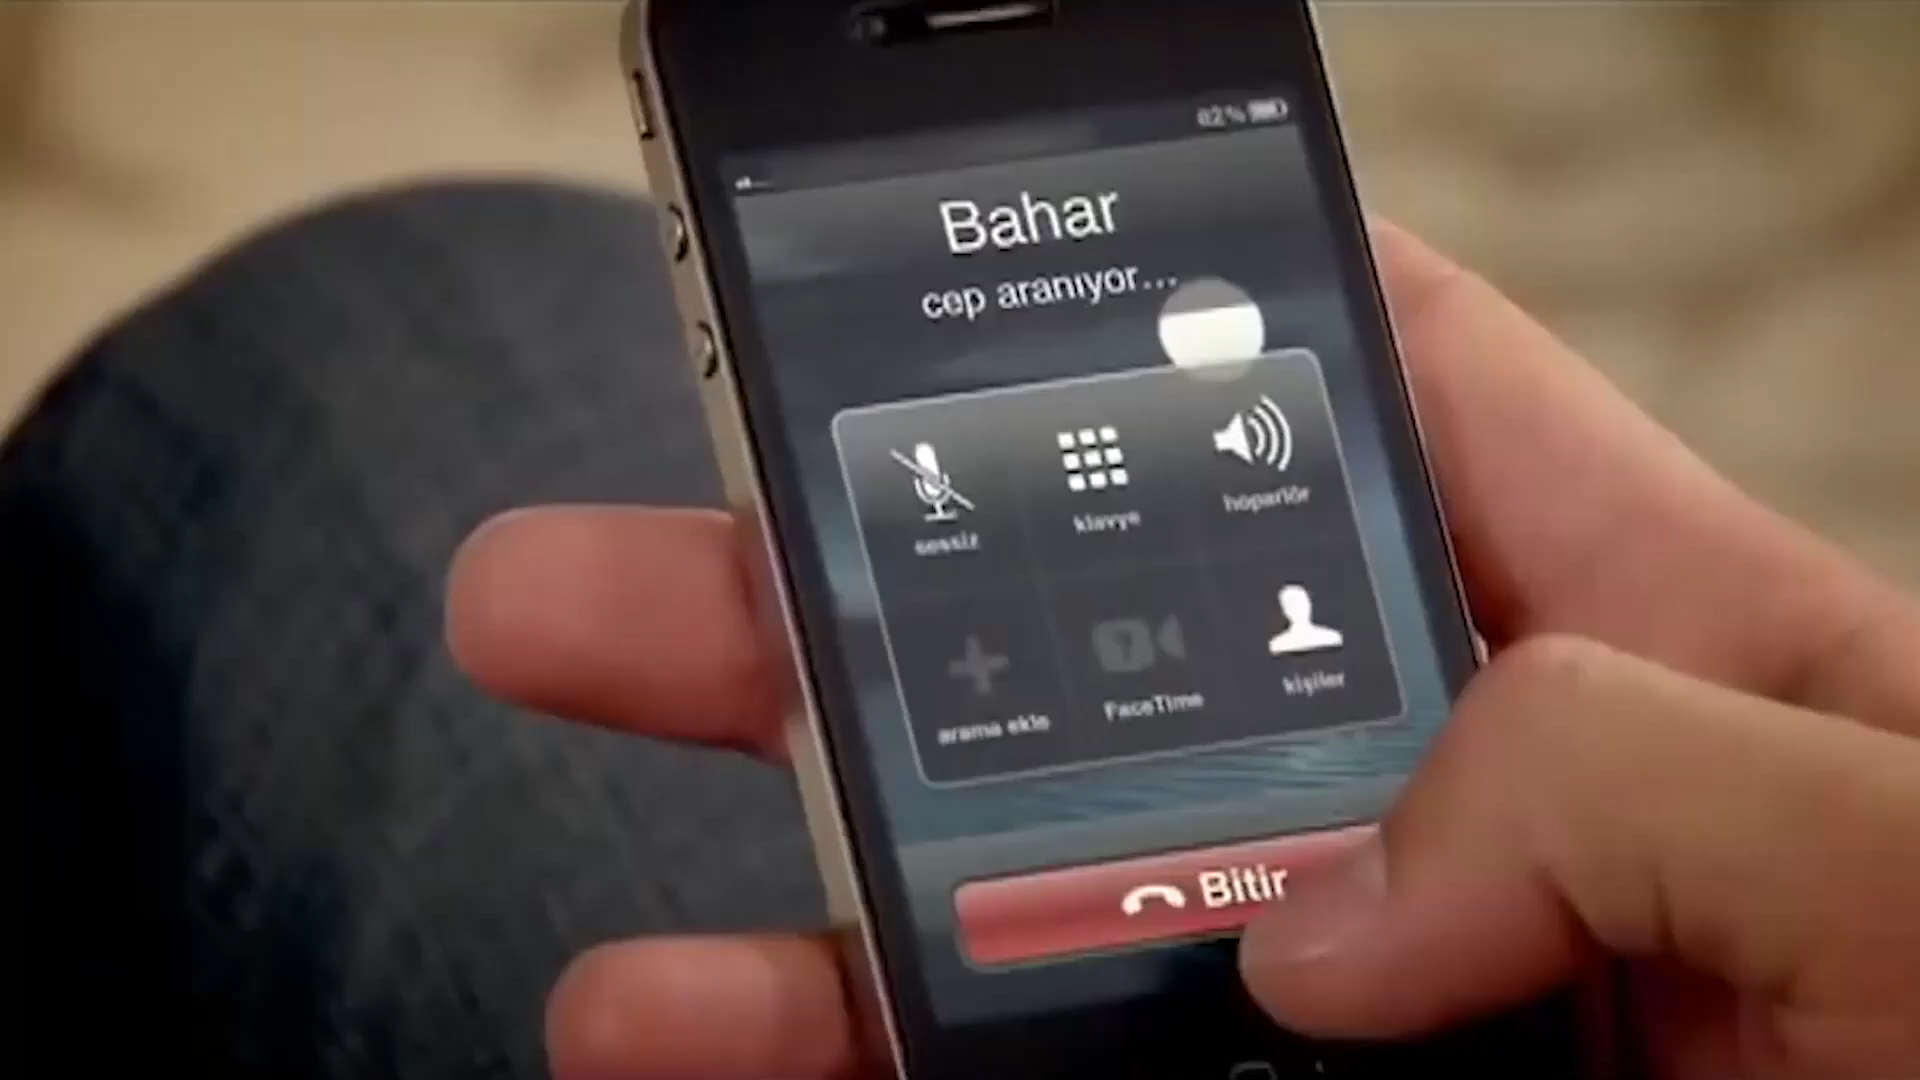 82%
Bahar
cep aranıyor...
sessiz
klavye
hoparlör
arama ekle
FaceTime
kişiler
Bitir